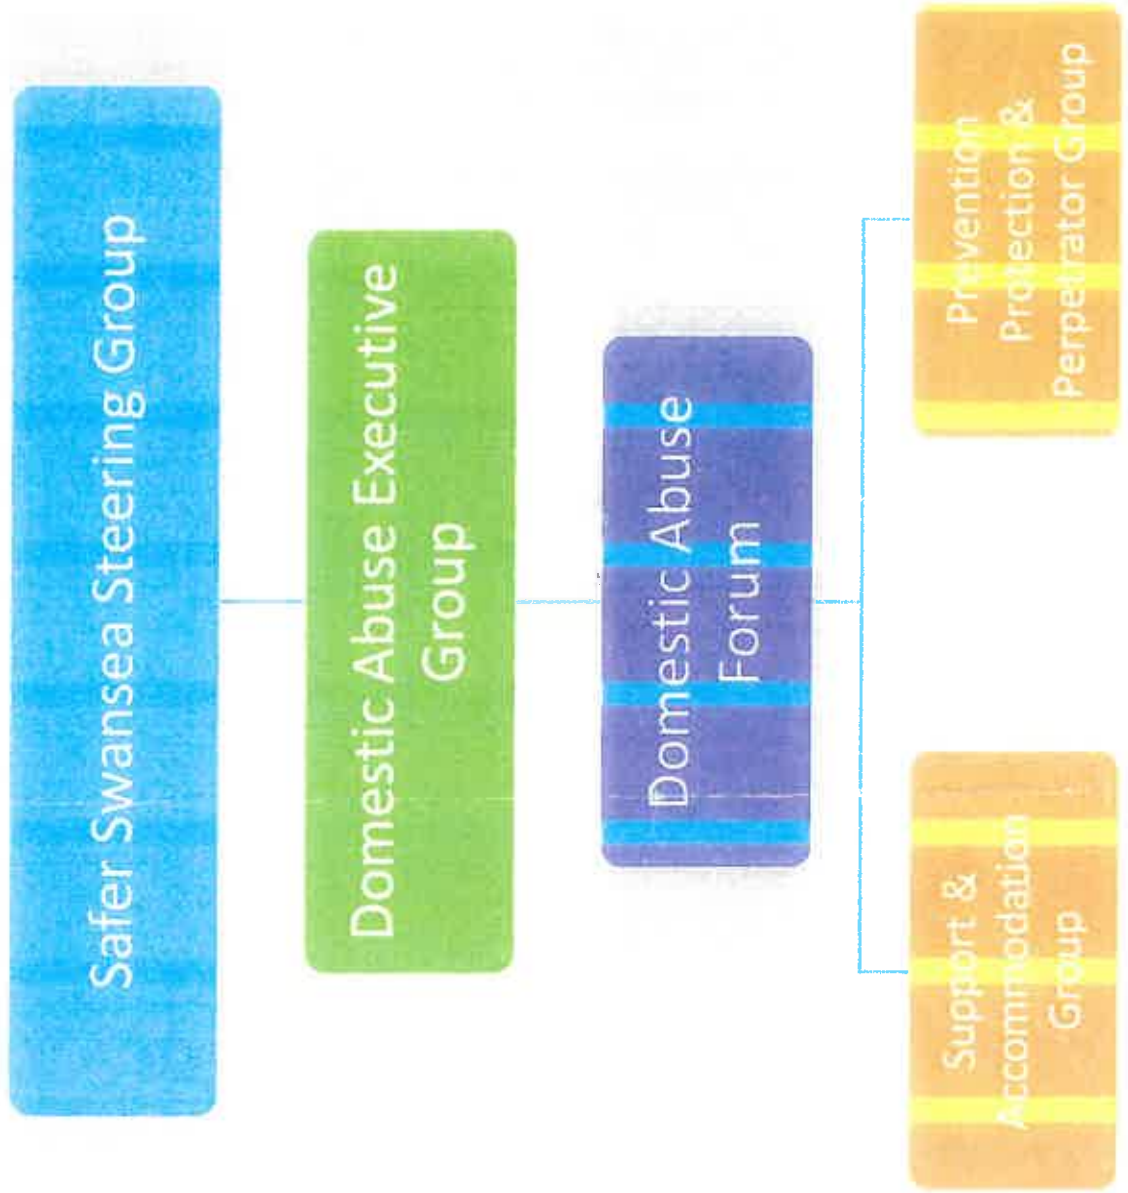 Safer Swansea Steering Group
Domestic Abuse Executive
Group
Domestic Abuse
Forum
Support &
Accommodation
Group
Prevention
Protection &
Perpetrator Group